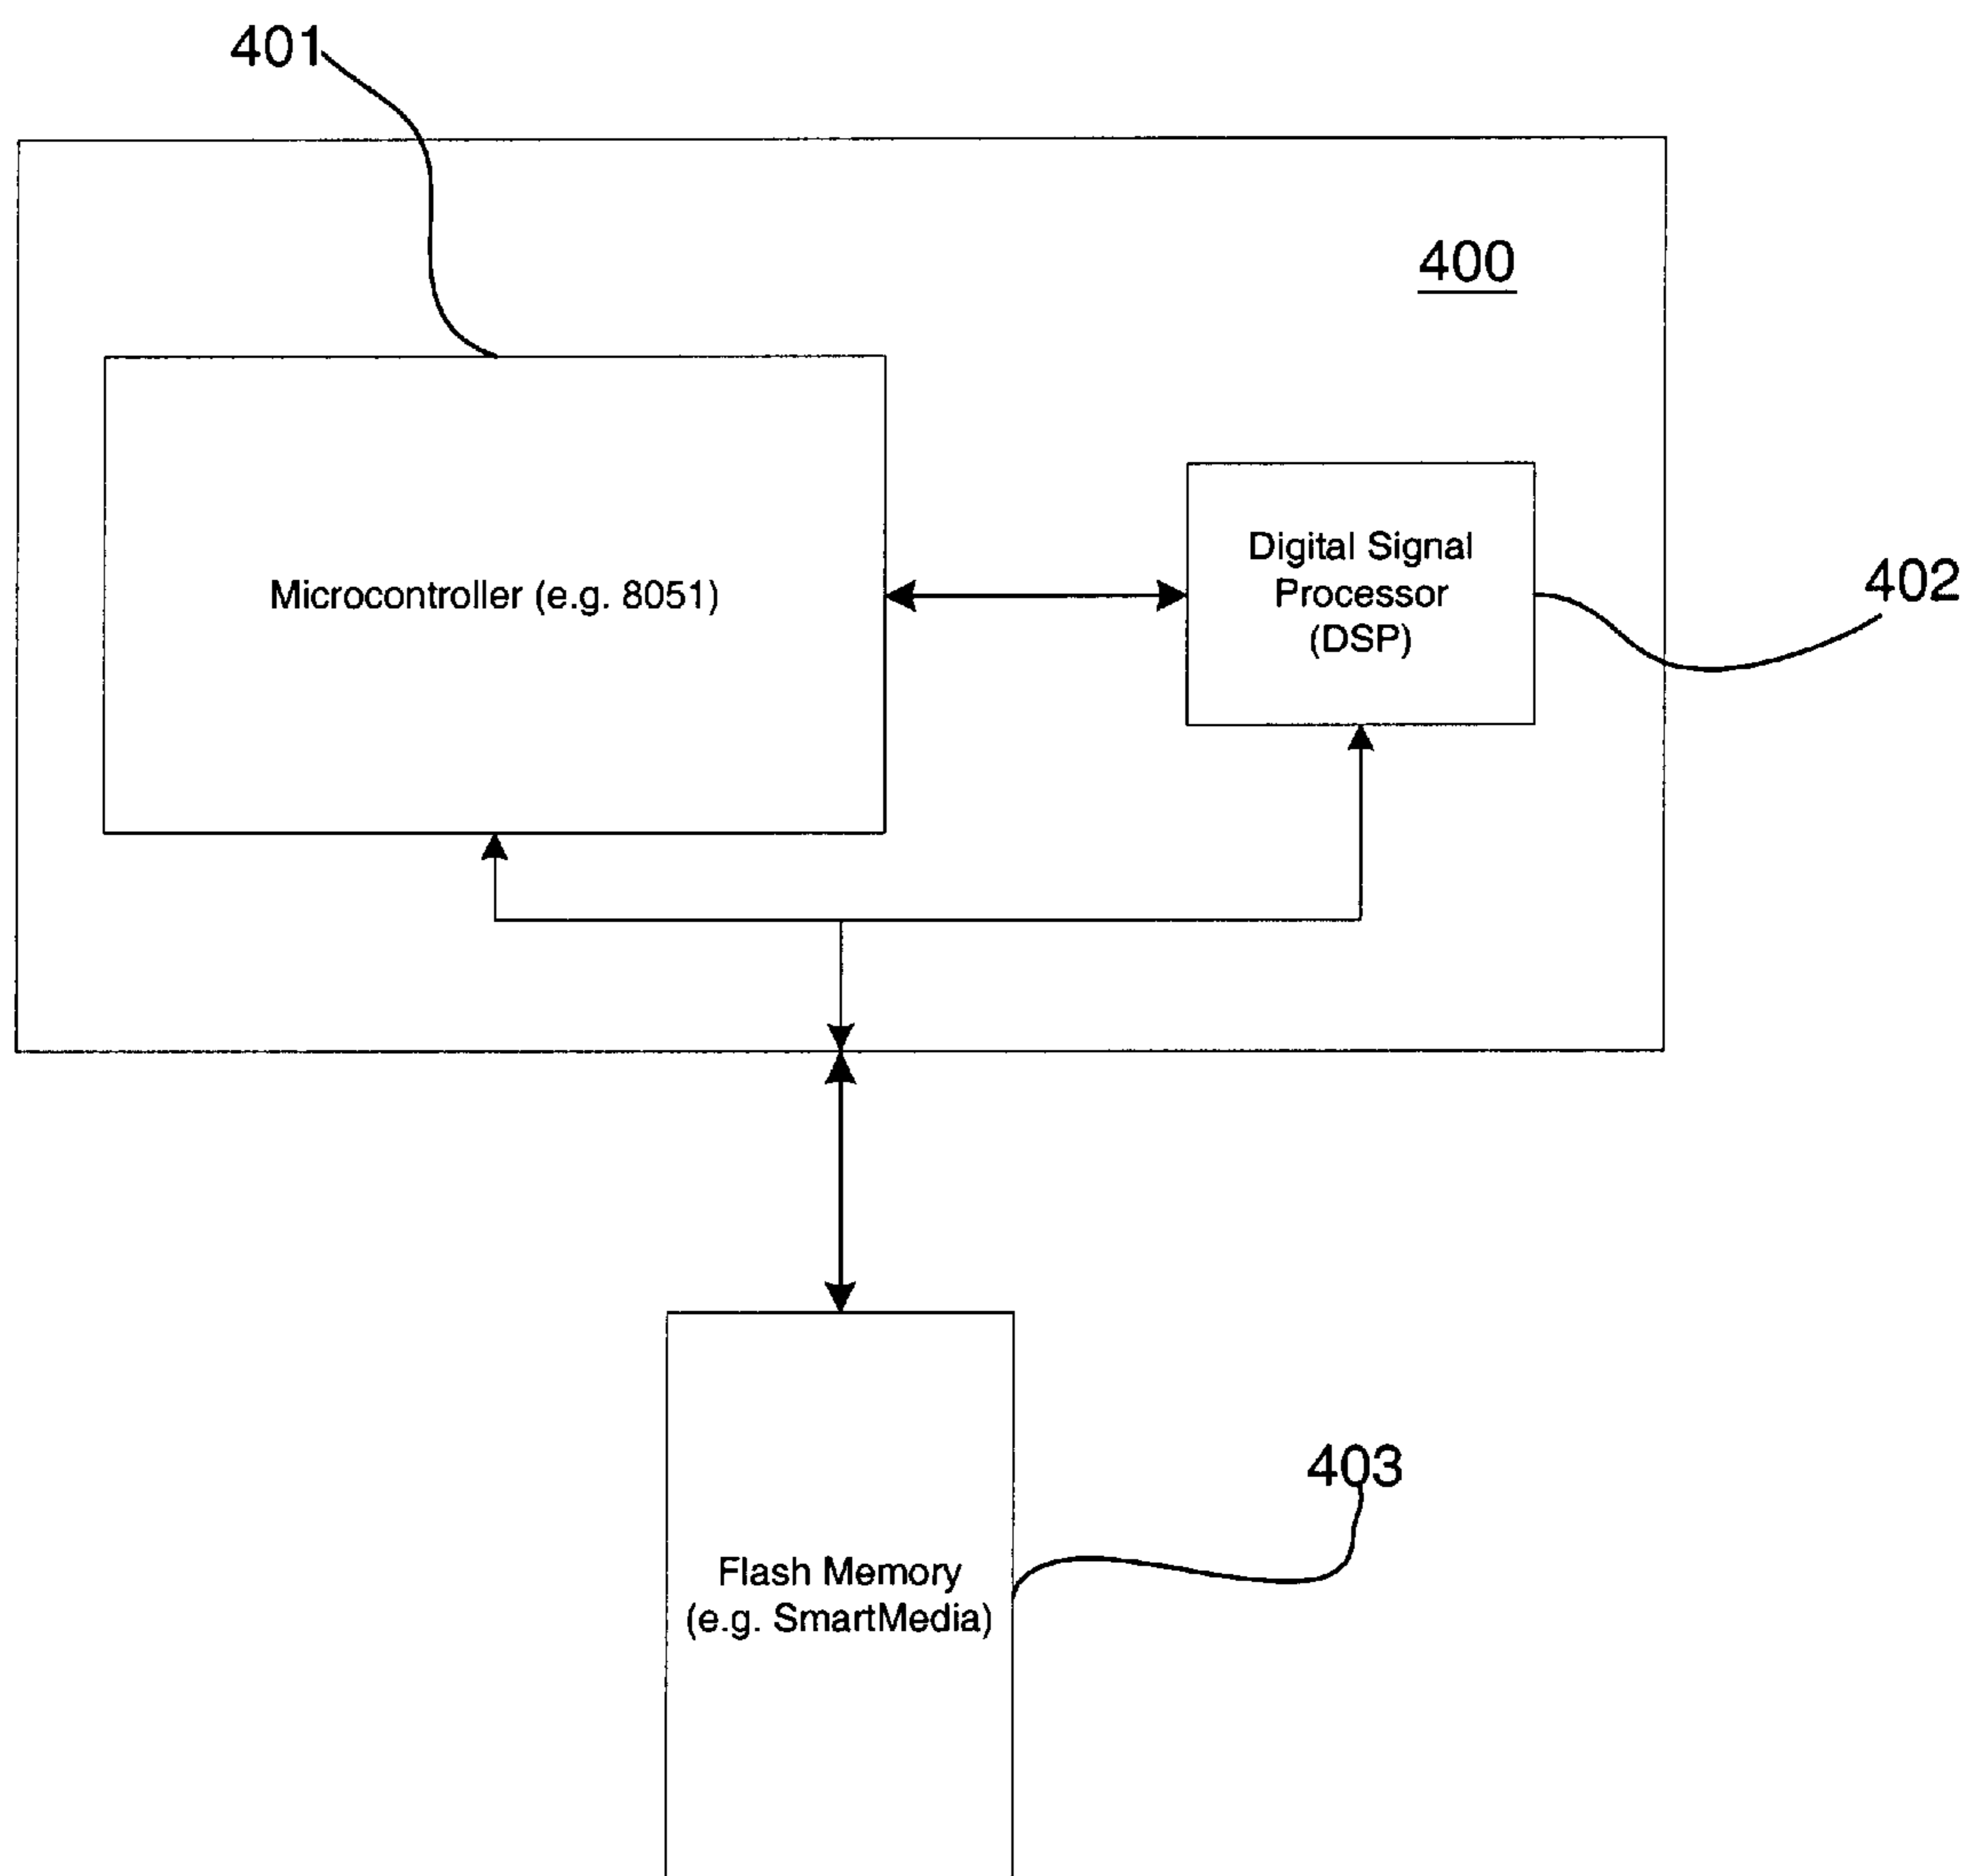 401
400
Microcontroller (e.g. 8051)
Digital Signal
Processor
(DSP)
402
403
Flash Memory
(e.g. SmartMedia)